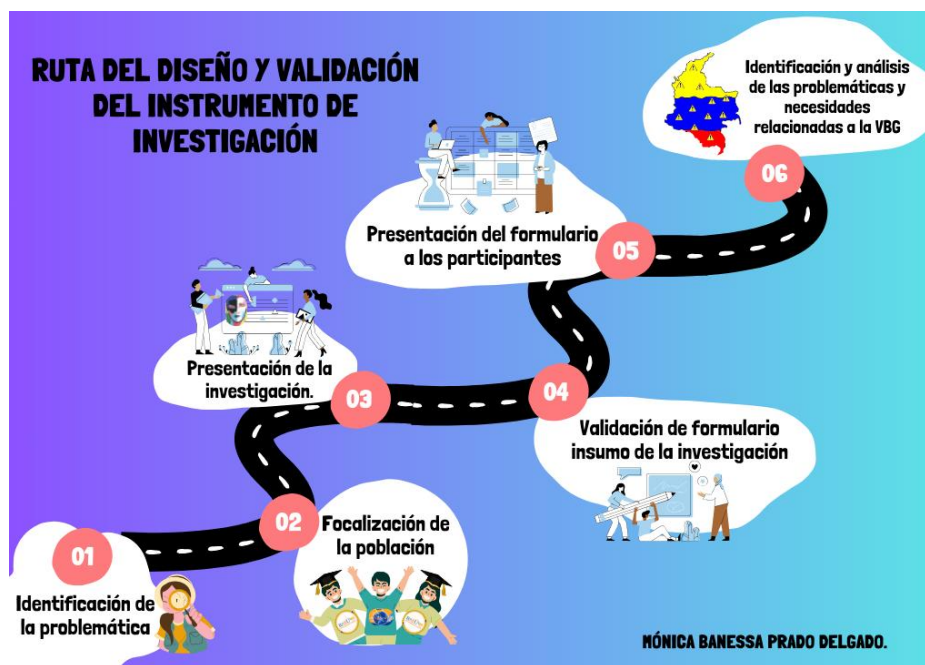 RUTA DEL DISEÑO Y VALIDACIÓN
DEL INSTRUMENTO DE
INVESTIGACIÓN
01
Identificación de
la problemática
02
Focalización de
la población
03
Presentación de la
investigación.
04
Validación de formulario
insumo de la investigación
05
Presentación del formulario
a los participantes
06
Identificación y análisis
de las problemáticas y
necesidades
relacionadas a la VBG
MÓNICA BANESSA PRADO DELGADO.